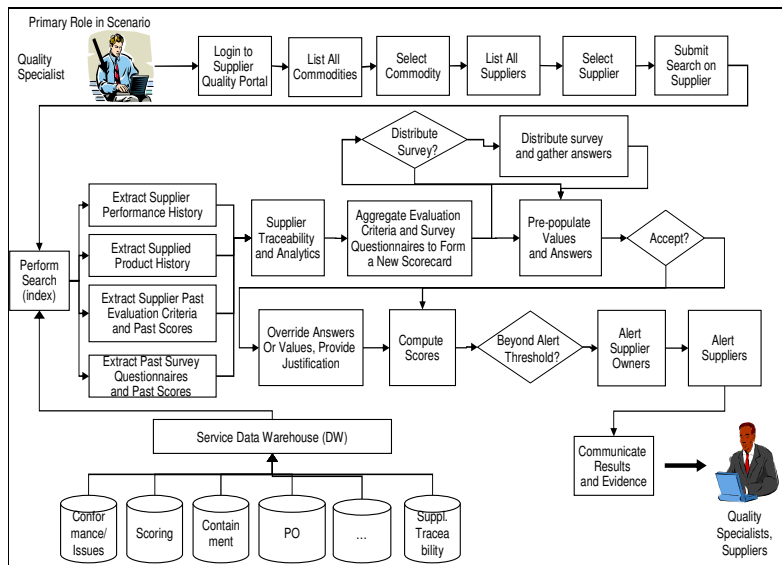 Primary Role in Scenario
Quality
Specialist
Login to
Supplier
Quality Portal
List All
Commodities
Select
Commodity
List All
Suppliers
Select
Supplier
Submit
Search on
Supplier
Distribute
Survey?
Distribute survey
and gather answers
Extract Supplier
Performance History
Extract Supplied
Product History
Extract Supplier Past
Evaluation Criteria
and Past Scores
Extract Past Survey
Questionnaires
and Past Scores
Perform
Search
(index)
Supplier
Traceability
and Analytics
Aggregate Evaluation
Criteria and Survey
Questionnaires to Form
a New Scorecard
Pre-populate
Values
and Answers
Accept?
Override Answers
Or Values, Provide
Justification
Compute
Scores
Beyond Alert
Threshold?
Alert
Supplier
Owners
Alert
Suppliers
Service Data Warehouse (DW)
Communicate
Results
and Evidence
Confor
mance/
Issues
Scoring
Contain
ment
PO
...
Suppl.
Tracea
bility
Quality
Specialists,
Suppliers